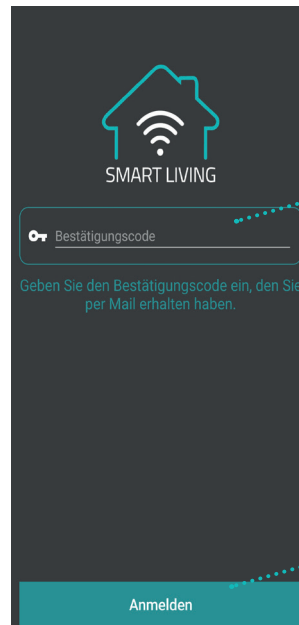 SMART LIVING
Bestätigungscode
Geben Sie den Bestätigungscode ein, den Sie
per Mail erhalten haben.
Anmelden